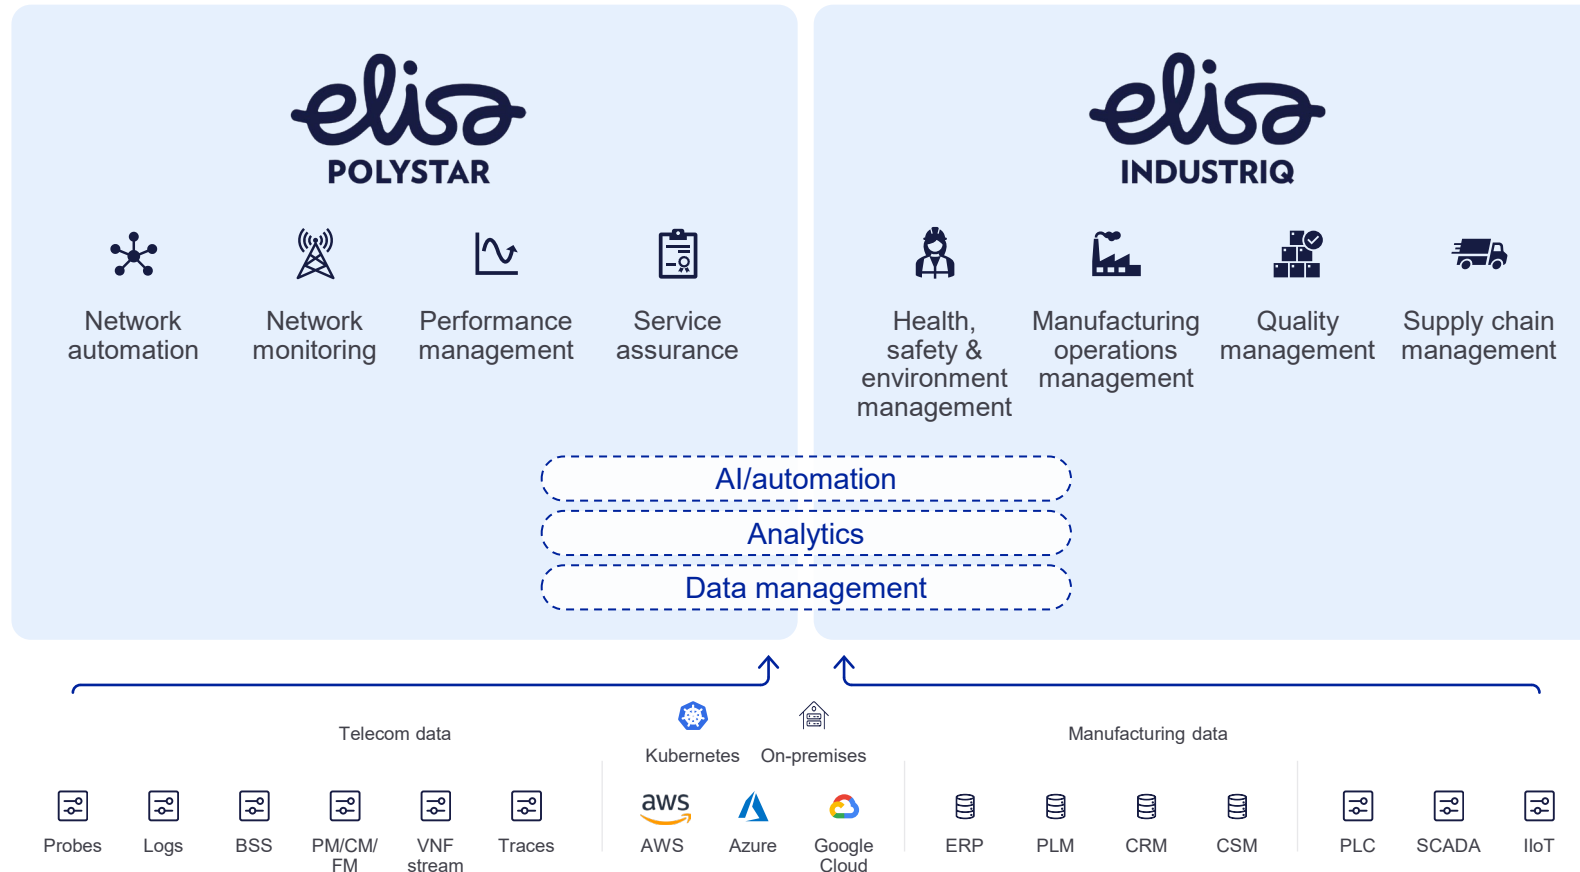 elisa
POLYSTAR
elisa
INDUSTRIQ
Network
automation
Network
monitoring
Performance
management
Service
assurance
Health,
safety &
environment
management
Manufacturing
operations
management
Quality
management
Supply chain
management
AI/automation
Analytics
Data management
Telecom data
Kubernetes
On-premises
Manufacturing data
Probes
Logs
BSS
PM/CM/
FM
VNF
stream
Traces
aws
AWS
Azure
Google
Cloud
ERP
PLM
CRM
CSM
PLC
SCADA
IIoT